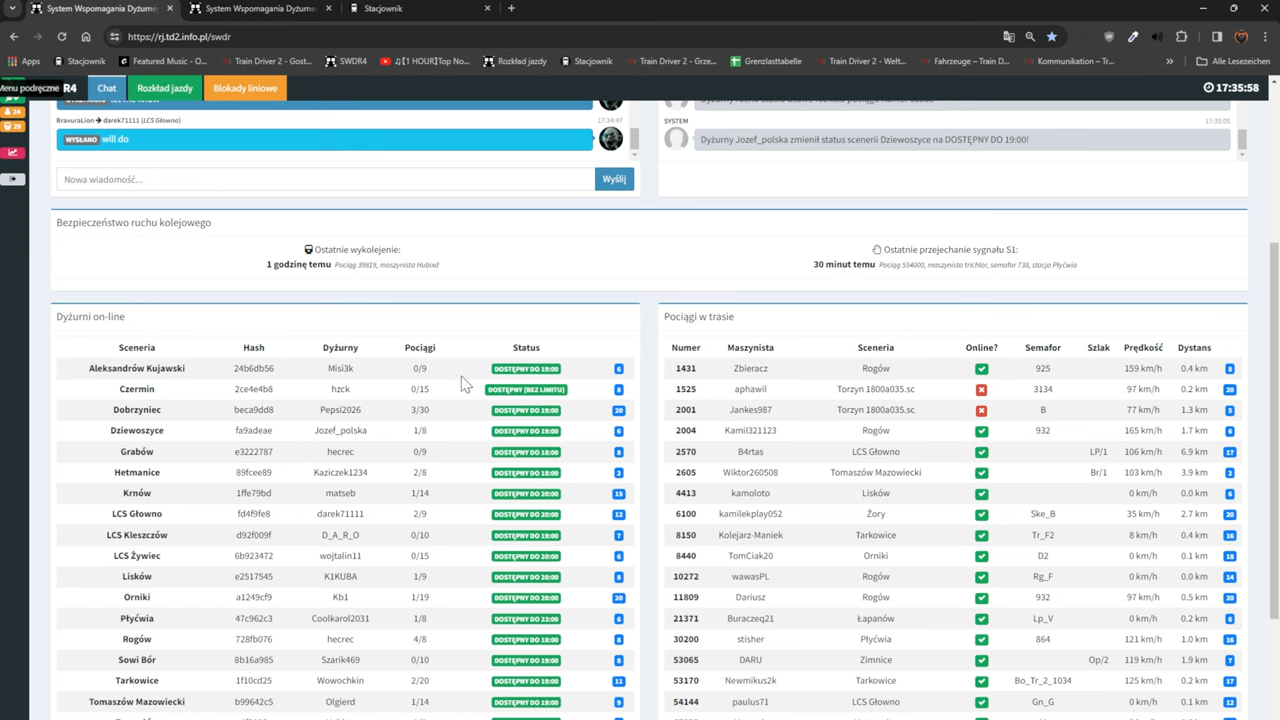 System Wspomagania Dyżurne
System Wspomagania Dyżurne
Stacjownik
https://rj.td2.info.pl/swdr
Apps
Stacjownik
Featured Music - O...
Train Driver 2 - Gost...
SWDR4
♫【1 HOUR】Top No...
Rozkład jazdy
Stacjownik
Train Driver 2 - Grze...
Grenzlasttabelle
Train Driver 2 - Welt...
Fahrzeuge – Train D...
Kommunikation – Tr...
Alle Lesezeichen
Menu podręczne
R4
Chat
Rozkład jazdy
Blokady liniowe
17:35:58
34
29
BravuraLion → darek71111 (LCS Głowno)
17:34:47
WYSŁANO will do
SYSTEM
17:35:05
Dyżurny Jozef_polska zmienił status scenerii Dziewoszyce na DOSTĘPNY DO 19:00!
Nowa wiadomość...
Wyślij
Bezpieczeństwo ruchu kolejowego
Ostatnie wykolejenie:
1 godzinę temu Pociąg 39819, maszynista Hubixd
Ostatnie przejechanie sygnału S1:
30 minut temu Pociąg 554000, maszynista trichlor, semafor 738, stacja Płyćwia
Dyżurni on-line
Sceneria Hash Dyżurny Pociągi Status
Aleksandrów Kujawski 24b6db56 Misi3k 0/9 DOSTĘPNY DO 19:00 6
Czermin 2ce4e4b8 hzck 0/15 DOSTĘPNY (BEZ LIMITU) 8
Dobrzyniec beca9dd8 Pepsi2026 3/30 DOSTĘPNY DO 19:00 20
Dziewoszyce fa9adeae Jozef_polska 1/8 DOSTĘPNY DO 19:00 6
Grabów e3222787 hecrec 0/9 DOSTĘPNY DO 18:00 8
Hetmanice 89fcee89 Kaziczek1234 2/8 DOSTĘPNY DO 18:00 2
Krnów 1ffe79bd matseb 1/14 DOSTĘPNY DO 20:00 15
LCS Głowno fd4f9fe8 darek71111 2/9 DOSTĘPNY DO 20:00 12
LCS Kleszczów d92f009f D_A_R_O 0/10 DOSTĘPNY DO 19:00 7
LCS Żywiec 6b923472 wojtalin11 0/15 DOSTĘPNY DO 20:00 6
Lisków e2517545 K1KUBA 1/9 DOSTĘPNY DO 20:00 8
Orniki a1249cf9 Kb1 1/19 DOSTĘPNY DO 20:00 20
Płyćwia 47c962c3 Coolkarol2031 1/8 DOSTĘPNY DO 23:00 6
Rogów 728fb076 hecrec 4/8 DOSTĘPNY DO 18:00 8
Sowi Bór 8b16a985 Szarik469 0/10 DOSTĘPNY DO 19:00 8
Tarkowice 1f10cd25 Wowochkin 2/20 DOSTĘPNY DO 19:00 11
Tomaszów Mazowiecki b99642c5 Olgierd 1/14 DOSTĘPNY DO 19:00 9
Pociągi w trasie
Numer Maszynista Sceneria Online? Semafor Szlak Prędkość Dystans
1431 Zbieracz Rogów 925 159 km/h 0.4 km 8
1525 aphawil Torzyn 1800a035.sc 3134 97 km/h 0.2 km 20
2001 Jankes987 Torzyn 1800a035.sc B 77 km/h 1.3 km 5
2004 Kamil321123 Rogów 932 165 km/h 1.7 km 6
2570 B4rtas LCS Głowno LP/1 106 km/h 6.9 km 17
2605 Wiktor260508 Tomaszów Mazowiecki Br/1 103 km/h 3.9 km 2
4413 kamoloto Lisków 0 km/h 0.0 km 6
6100 kamilekplay052 Żory Ske_B 35 km/h 2.7 km 20
8150 Kolejarz-Maniek Tarkowice Tr_F2 8 km/h 0.4 km 16
8440 TomCiak20 Orniki D2 0 km/h 0.1 km 18
10272 wawasPL Rogów Rg_F 0 km/h 0.0 km 14
11809 Dariusz Rogów 932 97 km/h 0.5 km 20
21371 Buraczeq21 Łapanów Lp_V 0 km/h 0.2 km 6
30200 stisher Płyćwia 864 121 km/h 1.0 km 16
53065 DARU Zimnice Op/2 119 km/h 1.9 km 7
53170 Newmikus2k Tarkowice Bo_Tr_2_1034 125 km/h 0.2 km 17
54144 paulus71 LCS Głowno Gn_G 0 km/h 0.1 km 12